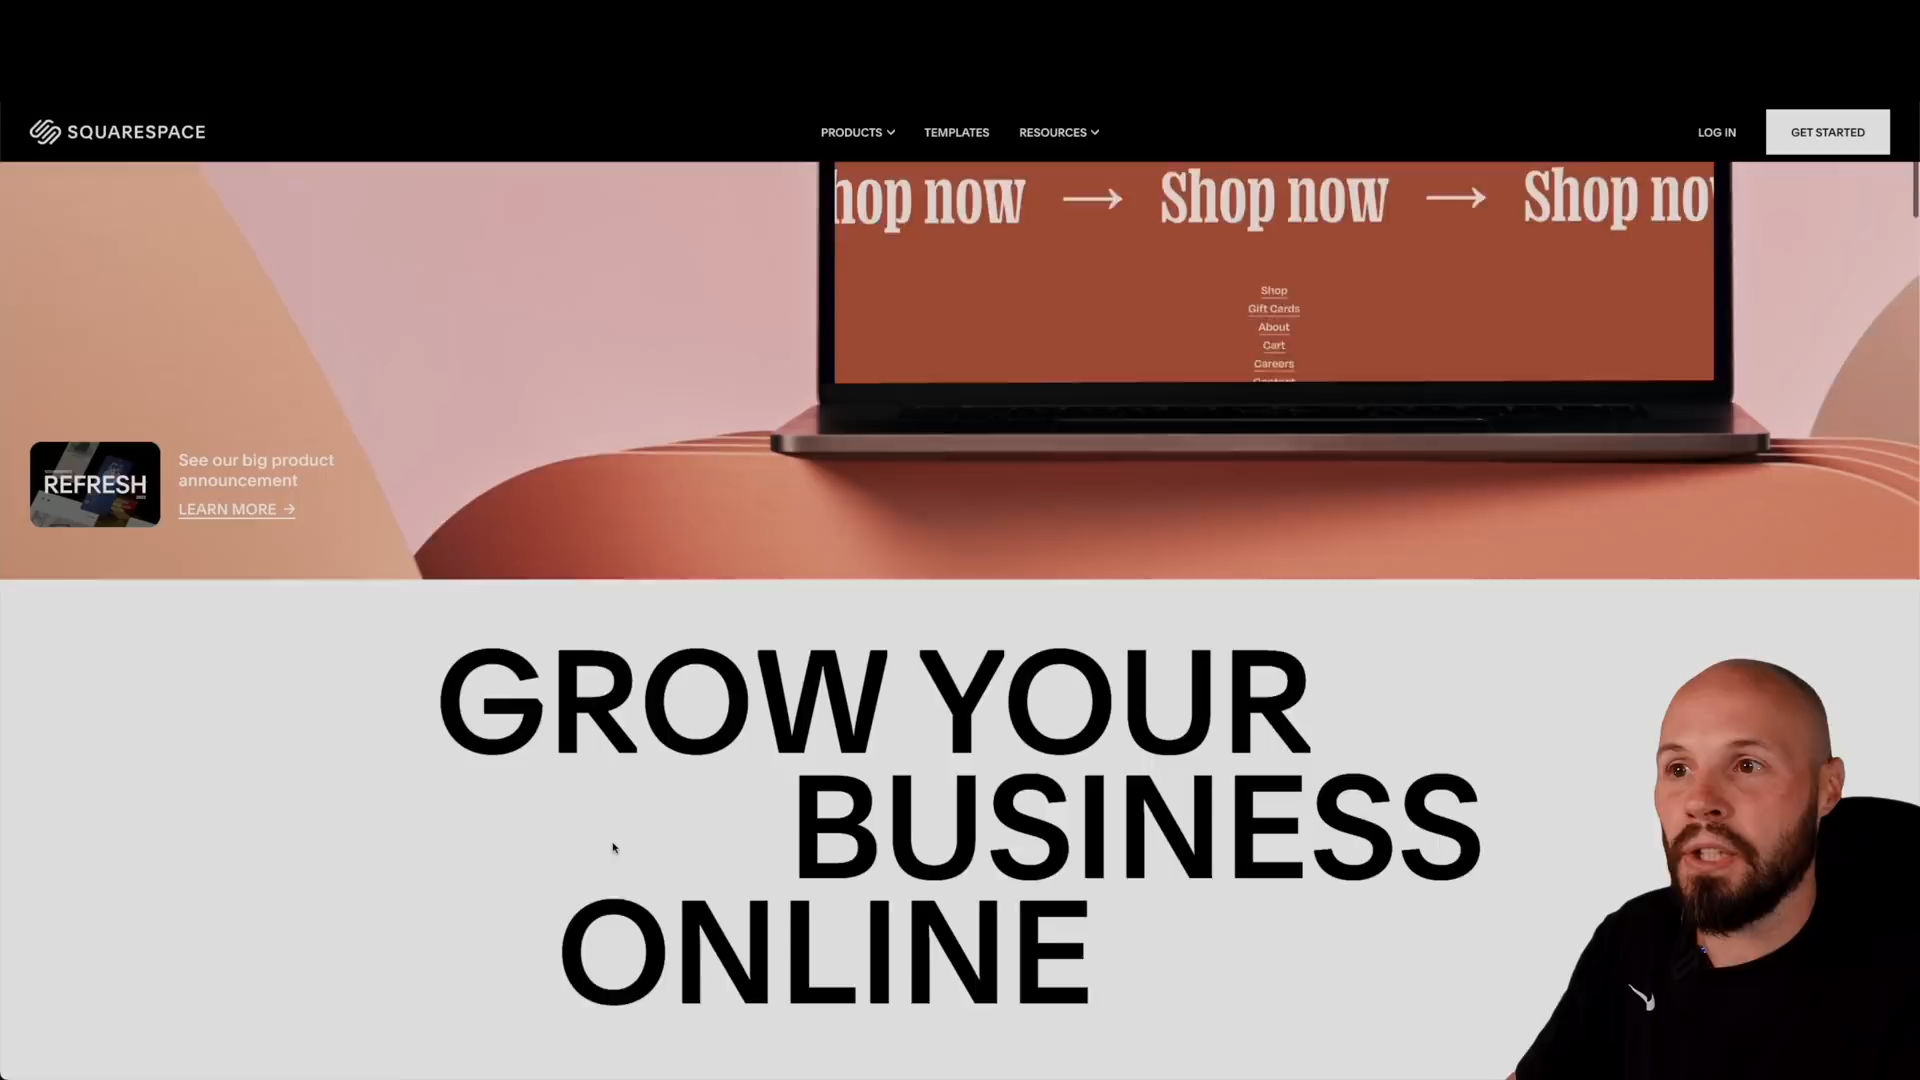 SQUARESPACE
PRODUCTS
TEMPLATES
RESOURCES
LOG IN
GET STARTED
hop now → Shop now → Shop no
Shop
Gift Cards
About
Cart
Careers
REFRESH
See our big product
announcement
LEARN MORE →
GROW YOUR
BUSINESS
ONLINE